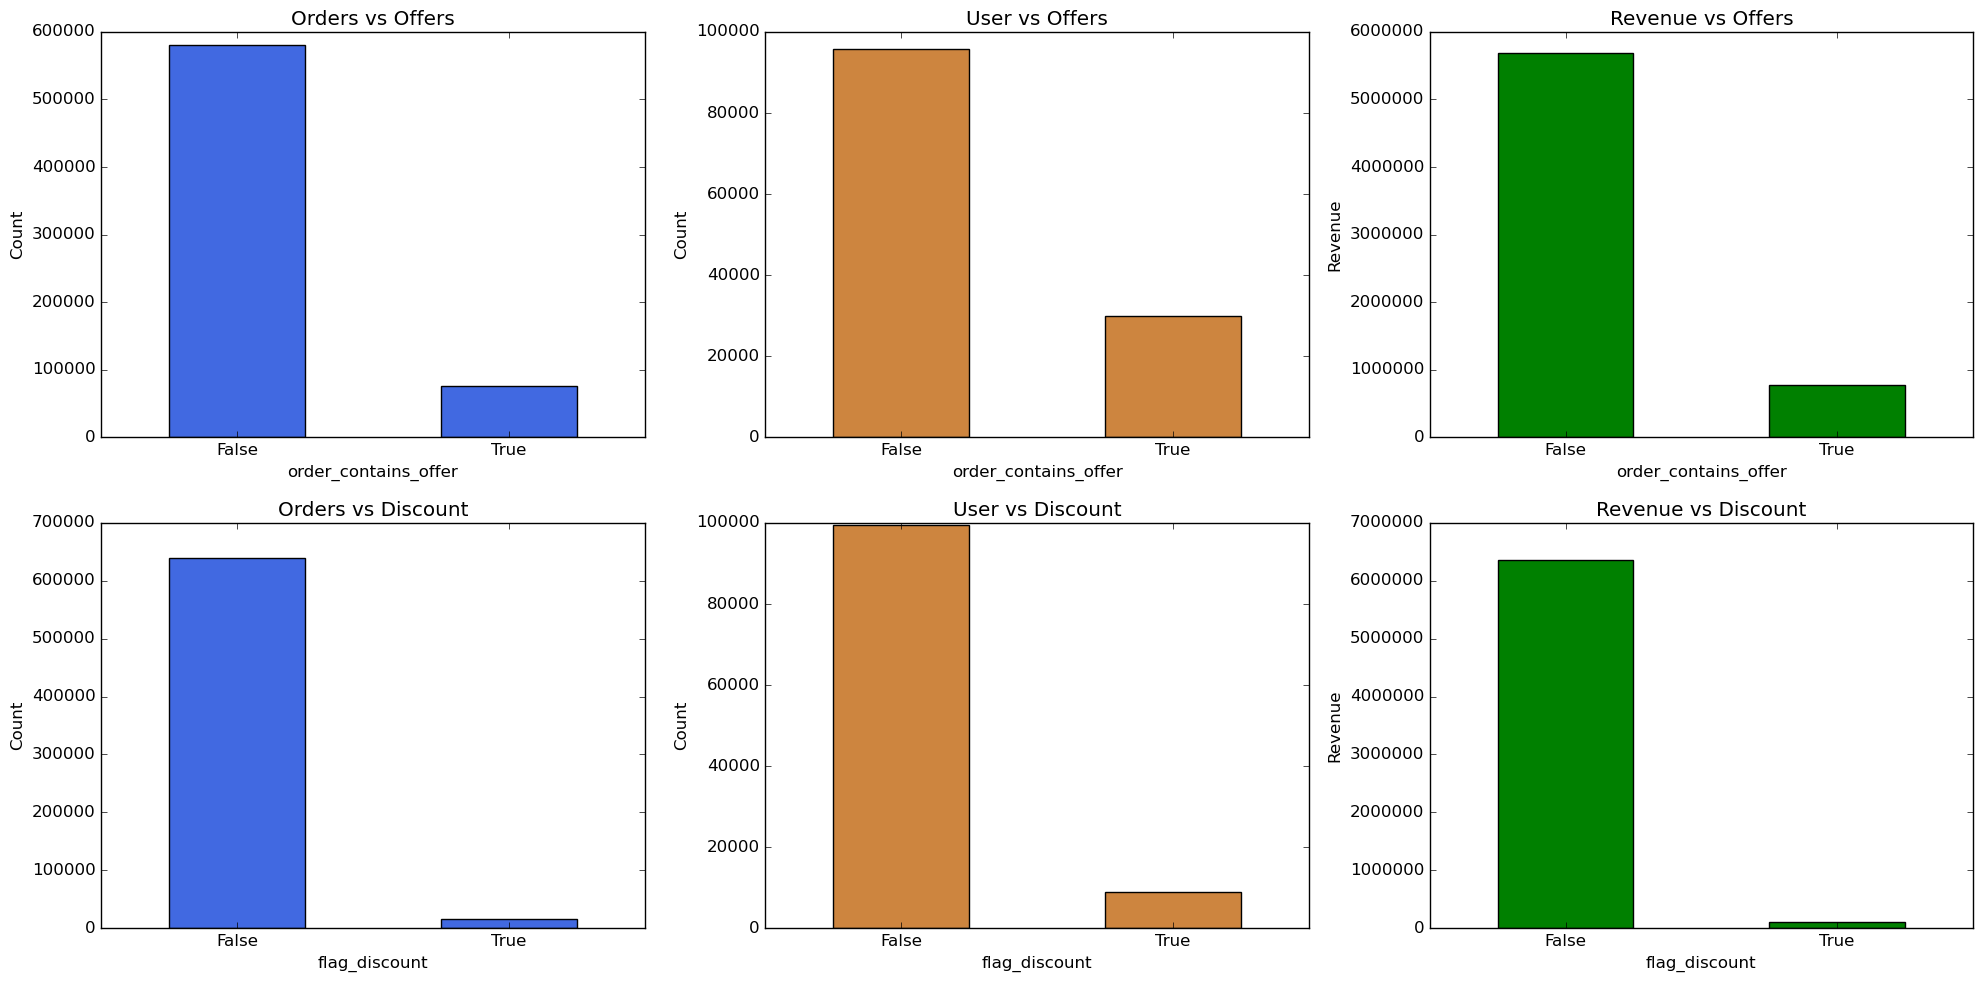 Orders vs Offers
600000
500000
400000
300000
200000
100000
0
Count
False True
order_contains_offer
User vs Offers
100000
80000
60000
40000
20000
0
Count
False True
order_contains_offer
Revenue vs Offers
6000000
5000000
4000000
3000000
2000000
1000000
0
Revenue
False True
order_contains_offer
Orders vs Discount
700000
600000
500000
400000
300000
200000
100000
0
Count
False True
flag_discount
User vs Discount
100000
80000
60000
40000
20000
0
Count
False True
flag_discount
Revenue vs Discount
7000000
6000000
5000000
4000000
3000000
2000000
1000000
0
Revenue
False True
flag_discount